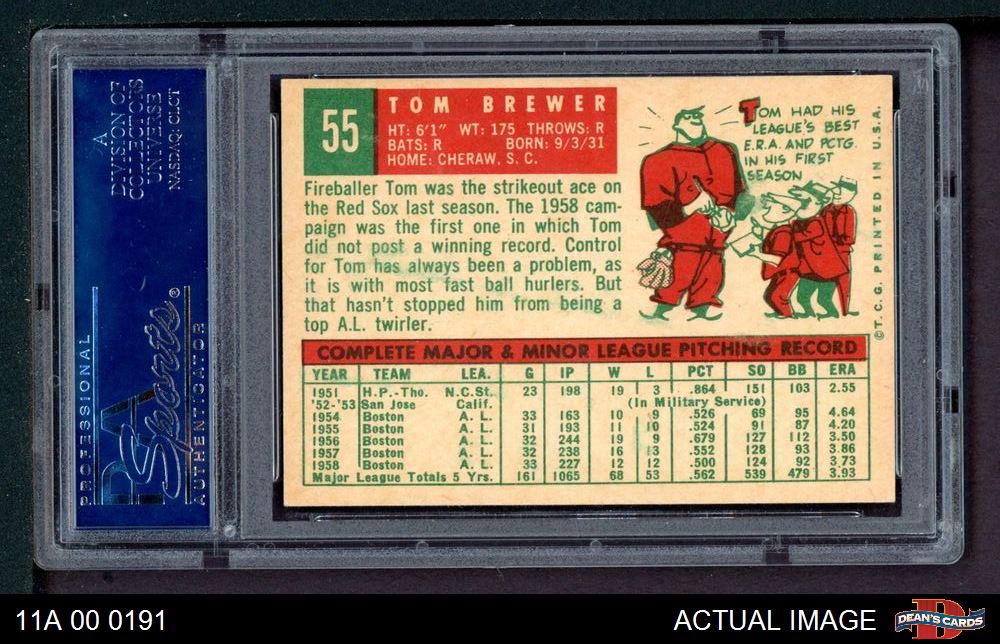 A
DIVISION OF
COLLECTORS
UNIVERSE
NASDAQ: CLCT
PROFESSIONAL
PSA
Sports®
AUTHENTICATOR
55
TOM BREWER
HT: 6'1" WT: 175 THROWS: R
BATS: R BORN: 9/3/31
HOME: CHERAW, S. C.
Fireballer Tom was the strikeout ace on
the Red Sox last season. The 1958 cam-
paign was the first one in which Tom
did not post a winning record. Control
for Tom has always been a problem, as
it is with most fast ball hurlers. But
that hasn't stopped him from being a
top A.L. twirler.
TOM HAD HIS
LEAGUE'S BEST
E.R.A. AND PCTG.
IN HIS FIRST
SEASON
©T.C.G. PRINTED IN U.S.A.
COMPLETE MAJOR & MINOR LEAGUE PITCHING RECORD
YEAR TEAM LEA. G IP W L PCT SO BB ERA
1951 H.P.-Tho. N.C.St. 23 198 19 3 .864 151 103 2.55
'52-'53 San Jose Calif. (In Military Service)
1954 Boston A. L. 33 163 10 9 .526 69 95 4.64
1955 Boston A. L. 31 193 11 10 .524 91 87 4.20
1956 Boston A. L. 32 244 19 9 .679 127 112 3.50
1957 Boston A. L. 32 238 16 13 .552 128 93 3.86
1958 Boston A. L. 33 227 12 12 .500 124 92 3.73
Major League Totals 5 Yrs. 161 1065 68 53 .562 539 479 3.93
11A 00 0191
ACTUAL IMAGE
D
DEAN'S CARDS